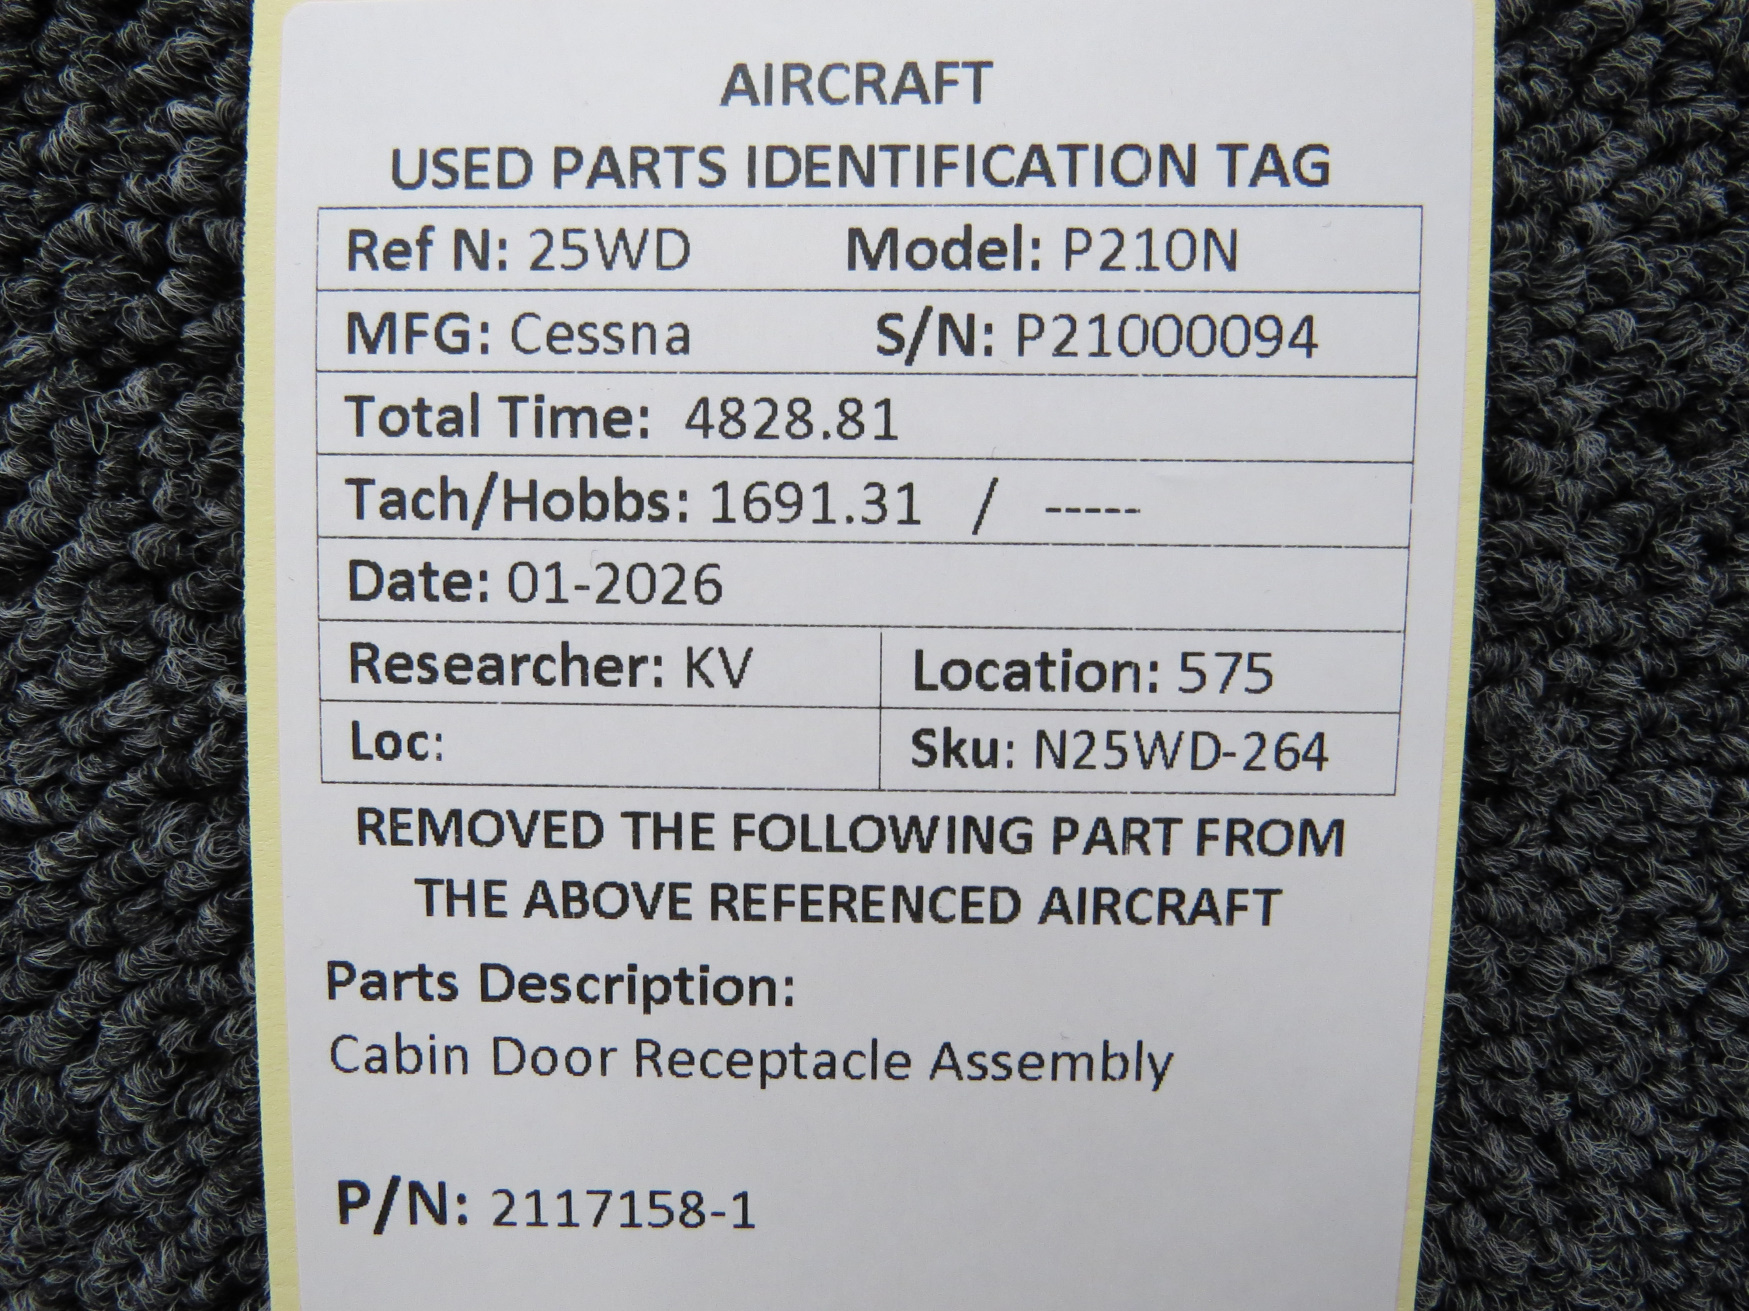 AIRCRAFT
USED PARTS IDENTIFICATION TAG
Ref N: 25WD Model: P210N
MFG: Cessna S/N: P21000094
Total Time: 4828.81
Tach/Hobbs: 1691.31 / -----
Date: 01-2026
Researcher: KV Location: 575
Loc: Sku: N25WD-264
REMOVED THE FOLLOWING PART FROM
THE ABOVE REFERENCED AIRCRAFT
Parts Description:
Cabin Door Receptacle Assembly
P/N: 2117158-1